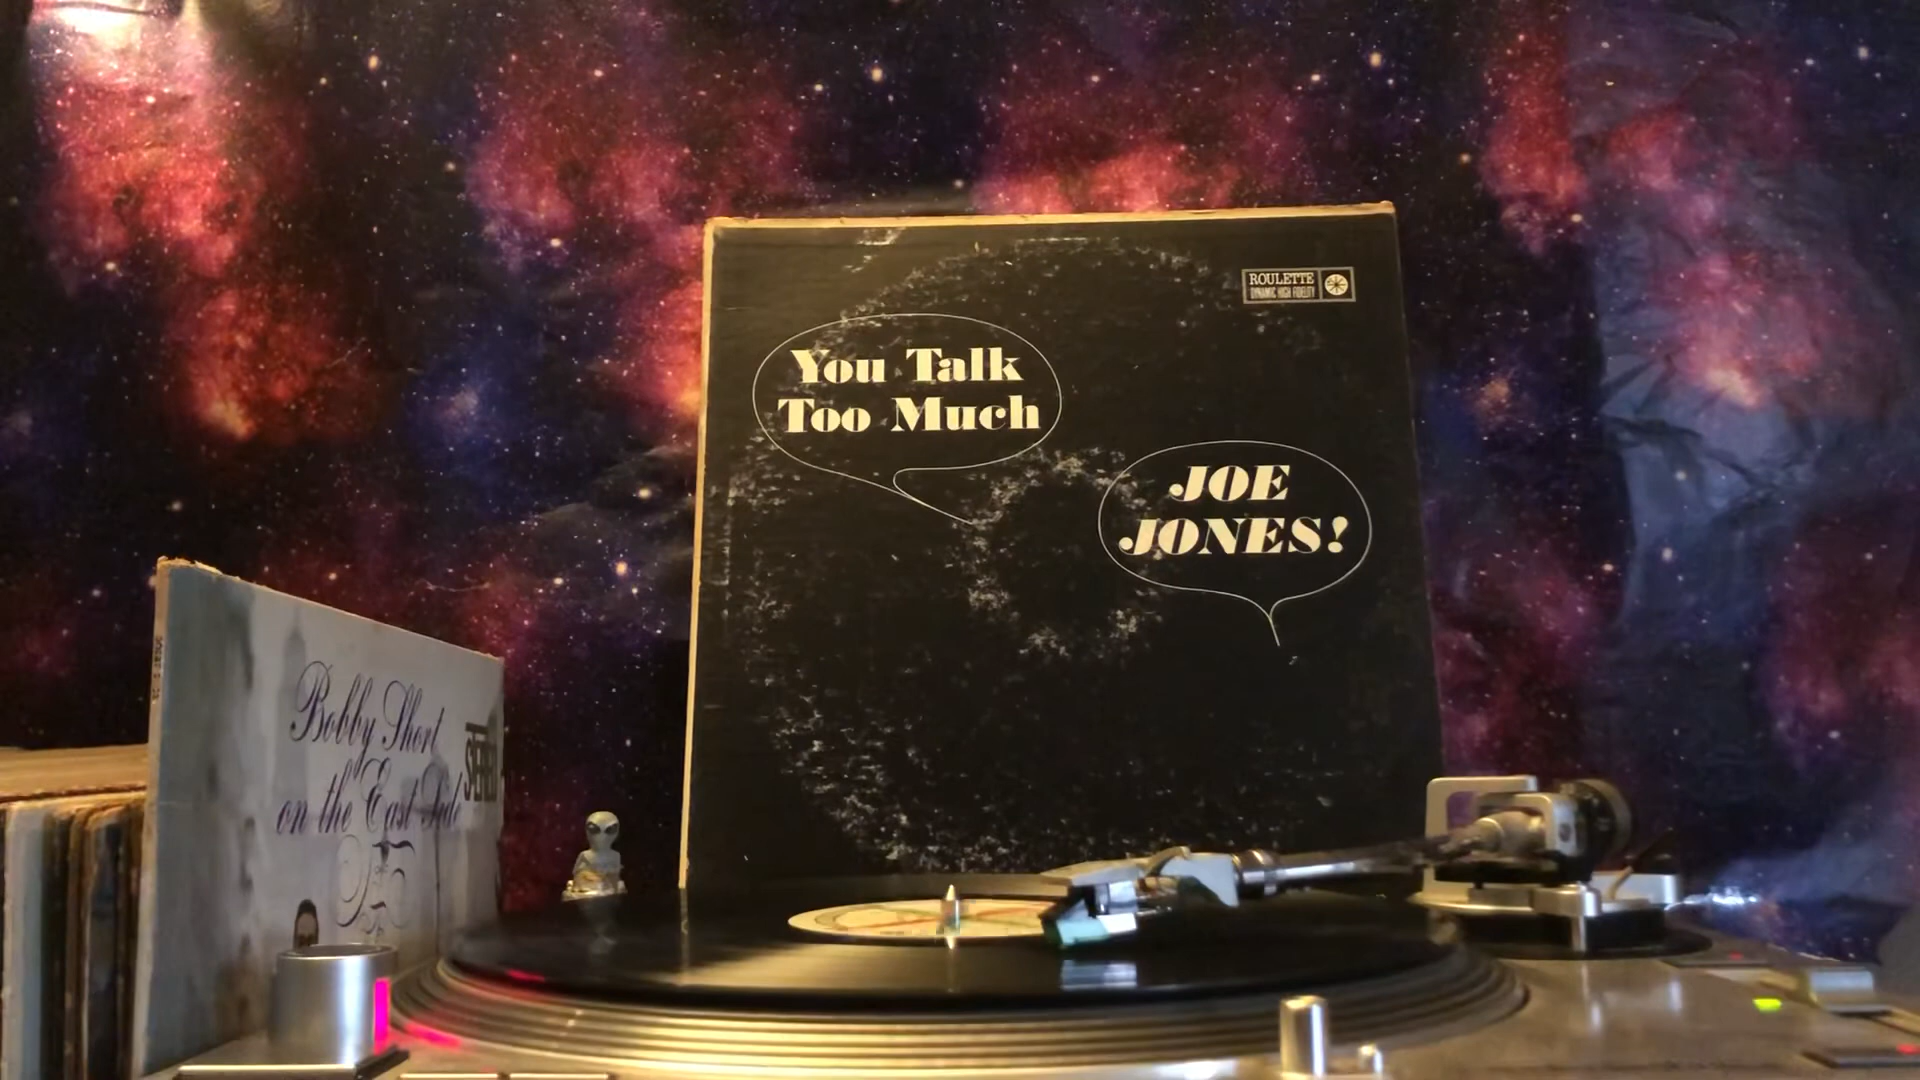 ROULETTE
DYNAMIC HIGH FIDELITY
You Talk
Too Much
JOE
JONES!
Bobby Short
on the East Side
STEREO